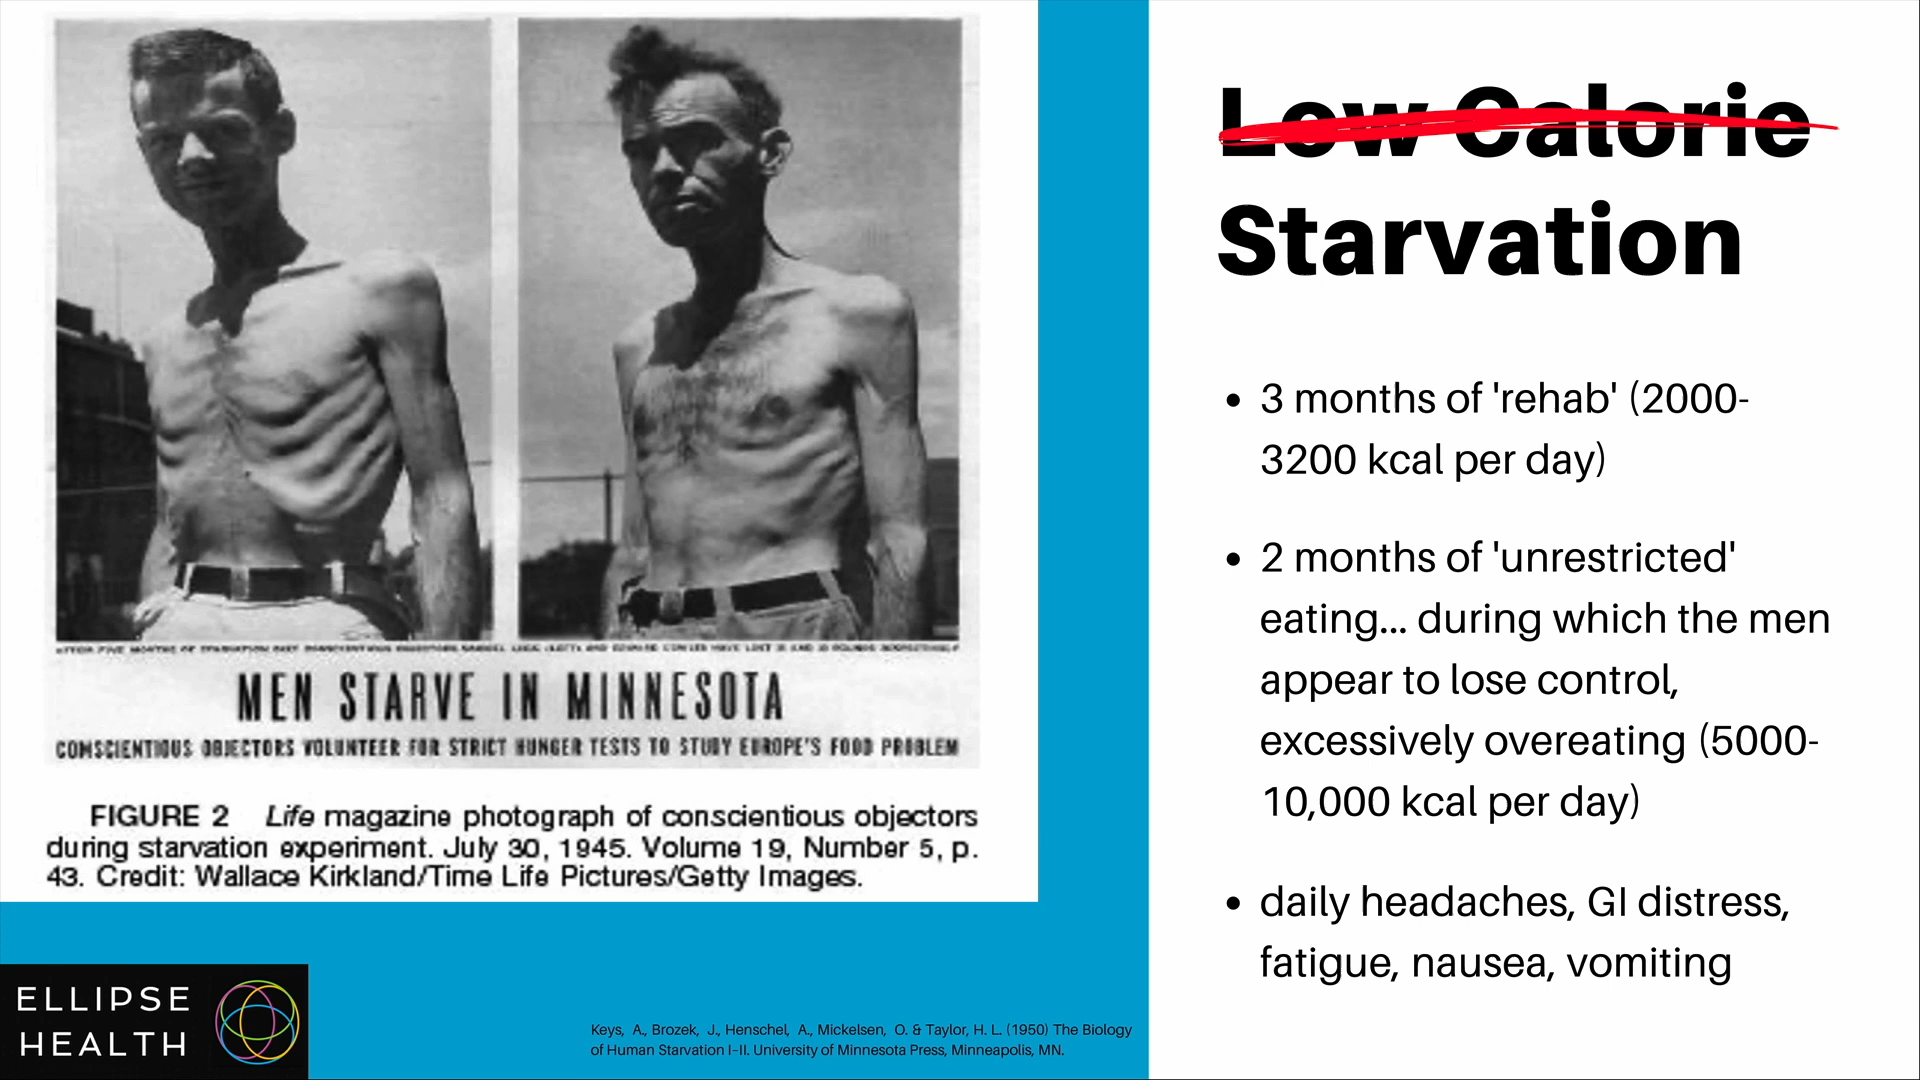 MEN STARVE IN MINNESOTA
CONSCIENTIOUS OBJECTORS VOLUNTEER FOR STRICT HUNGER TESTS TO STUDY EUROPE'S FOOD PROBLEM
FIGURE 2 Life magazine photograph of conscientious objectors
during starvation experiment. July 30, 1945. Volume 19, Number 5, p.
43. Credit: Wallace Kirkland/Time Life Pictures/Getty Images.
ELLIPSE
HEALTH
Keys, A., Brozek, J., Henschel, A., Mickelsen, O. & Taylor, H. L. (1950) The Biology
of Human Starvation I–II. University of Minnesota Press, Minneapolis, MN.
Low Calorie
Starvation
• 3 months of 'rehab' (2000-
3200 kcal per day)
• 2 months of 'unrestricted'
eating... during which the men
appear to lose control,
excessively overeating (5000-
10,000 kcal per day)
• daily headaches, GI distress,
fatigue, nausea, vomiting